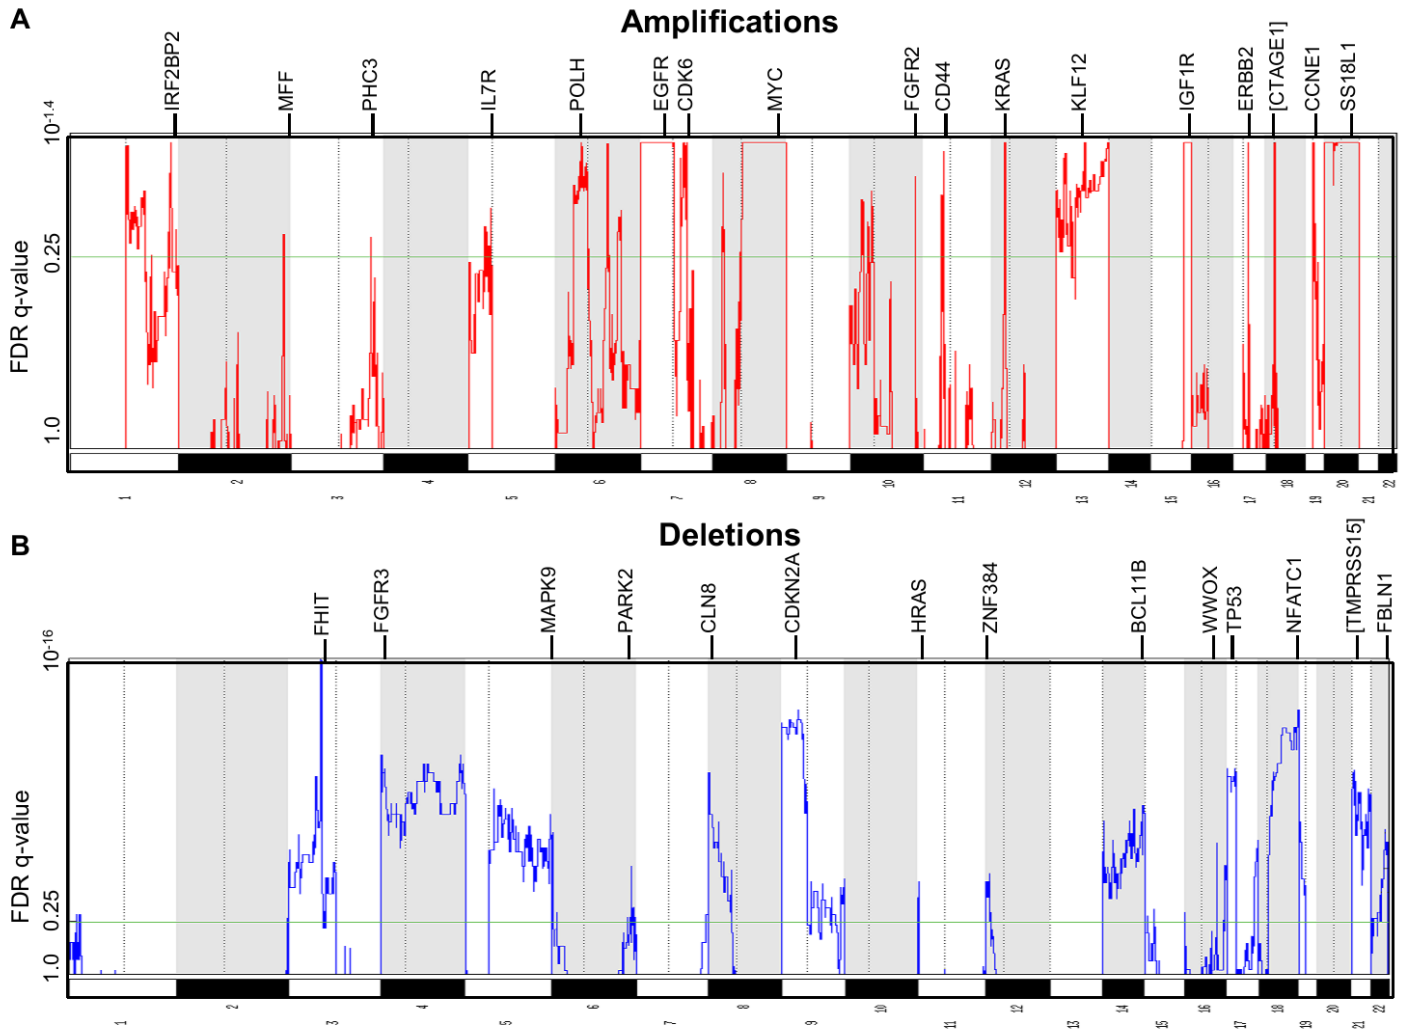 A
Amplifications
IRF2BP2
MFF
PHC3
IL7R
POLH
EGFR
CDK6
MYC
FGFR2
CD44
KRAS
KLF12
IGF1R
ERBB2
[CTAGE1]
CCNE1
SS18L1
10-1.4
0.25
1.0
FDR q-value
1 2 3 4 5 6 7 8 9 10 11 12 13 14 15 16 17 18 19 20 21 22
B
Deletions
FHIT
FGFR3
MAPK9
PARK2
CLN8
CDKN2A
HRAS
ZNF384
BCL11B
WWOX
TP53
NFATC1
[TMPRSS15]
FBLN1
10-16
0.25
1.0
FDR q-value
1 2 3 4 5 6 7 8 9 10 11 12 13 14 15 16 17 18 19 20 21 22